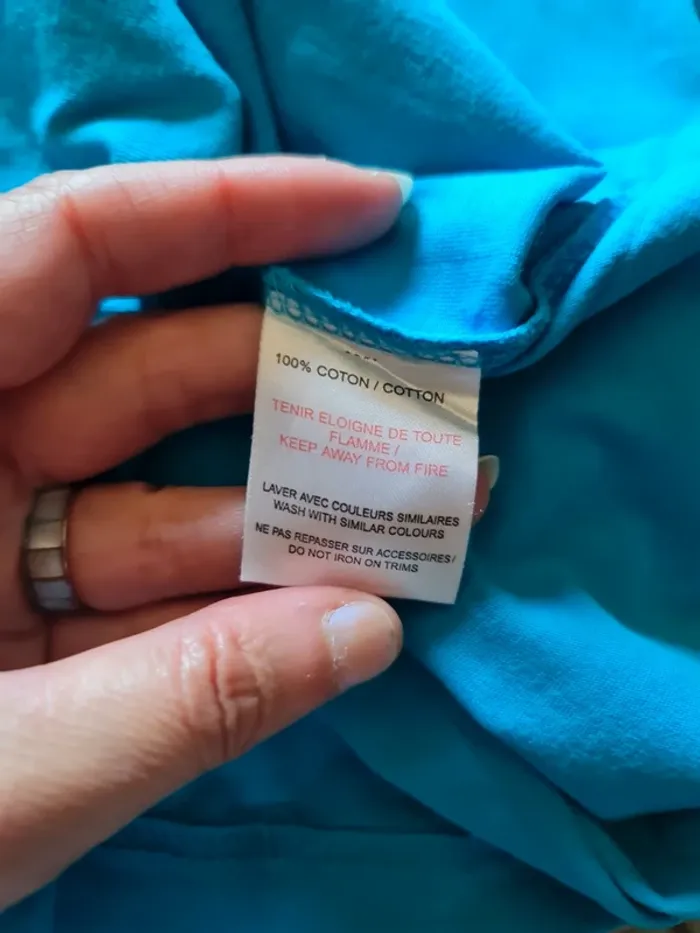 100% COTON / COTTON
TENIR ELOIGNE DE TOUTE
FLAMME /
KEEP AWAY FROM FIRE
LAVER AVEC COULEURS SIMILAIRES
WASH WITH SIMILAR COLOURS
NE PAS REPASSER SUR ACCESSOIRES/
DO NOT IRON ON TRIMS